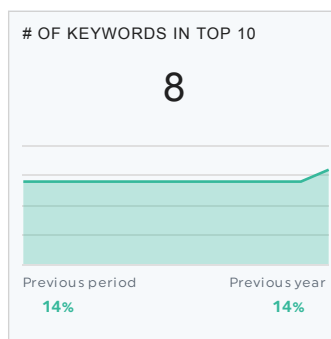 # OF KEYWORDS IN TOP 10
8
Previous period Previous year
14% 14%